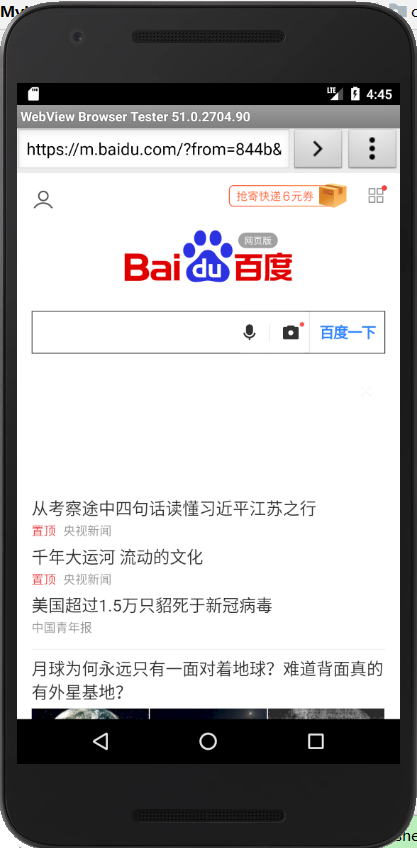 LTE 4:45
WebView Browser Tester 51.0.2704.90
https://m.baidu.com/?from=844b&
抢寄快递6元券
网页版
Bai du 百度
百度一下
从考察途中四句话读懂习近平江苏之行
置顶 央视新闻
千年大运河 流动的文化
置顶 央视新闻
美国超过1.5万只貂死于新冠病毒
中国青年报
月球为何永远只有一面对着地球？难道背面真的
有外星基地？